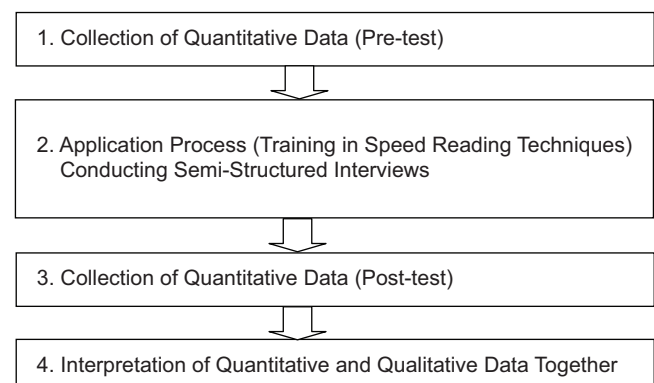 1. Collection of Quantitative Data (Pre-test)
2. Application Process (Training in Speed Reading Techniques)
Conducting Semi-Structured Interviews
3. Collection of Quantitative Data (Post-test)
4. Interpretation of Quantitative and Qualitative Data Together